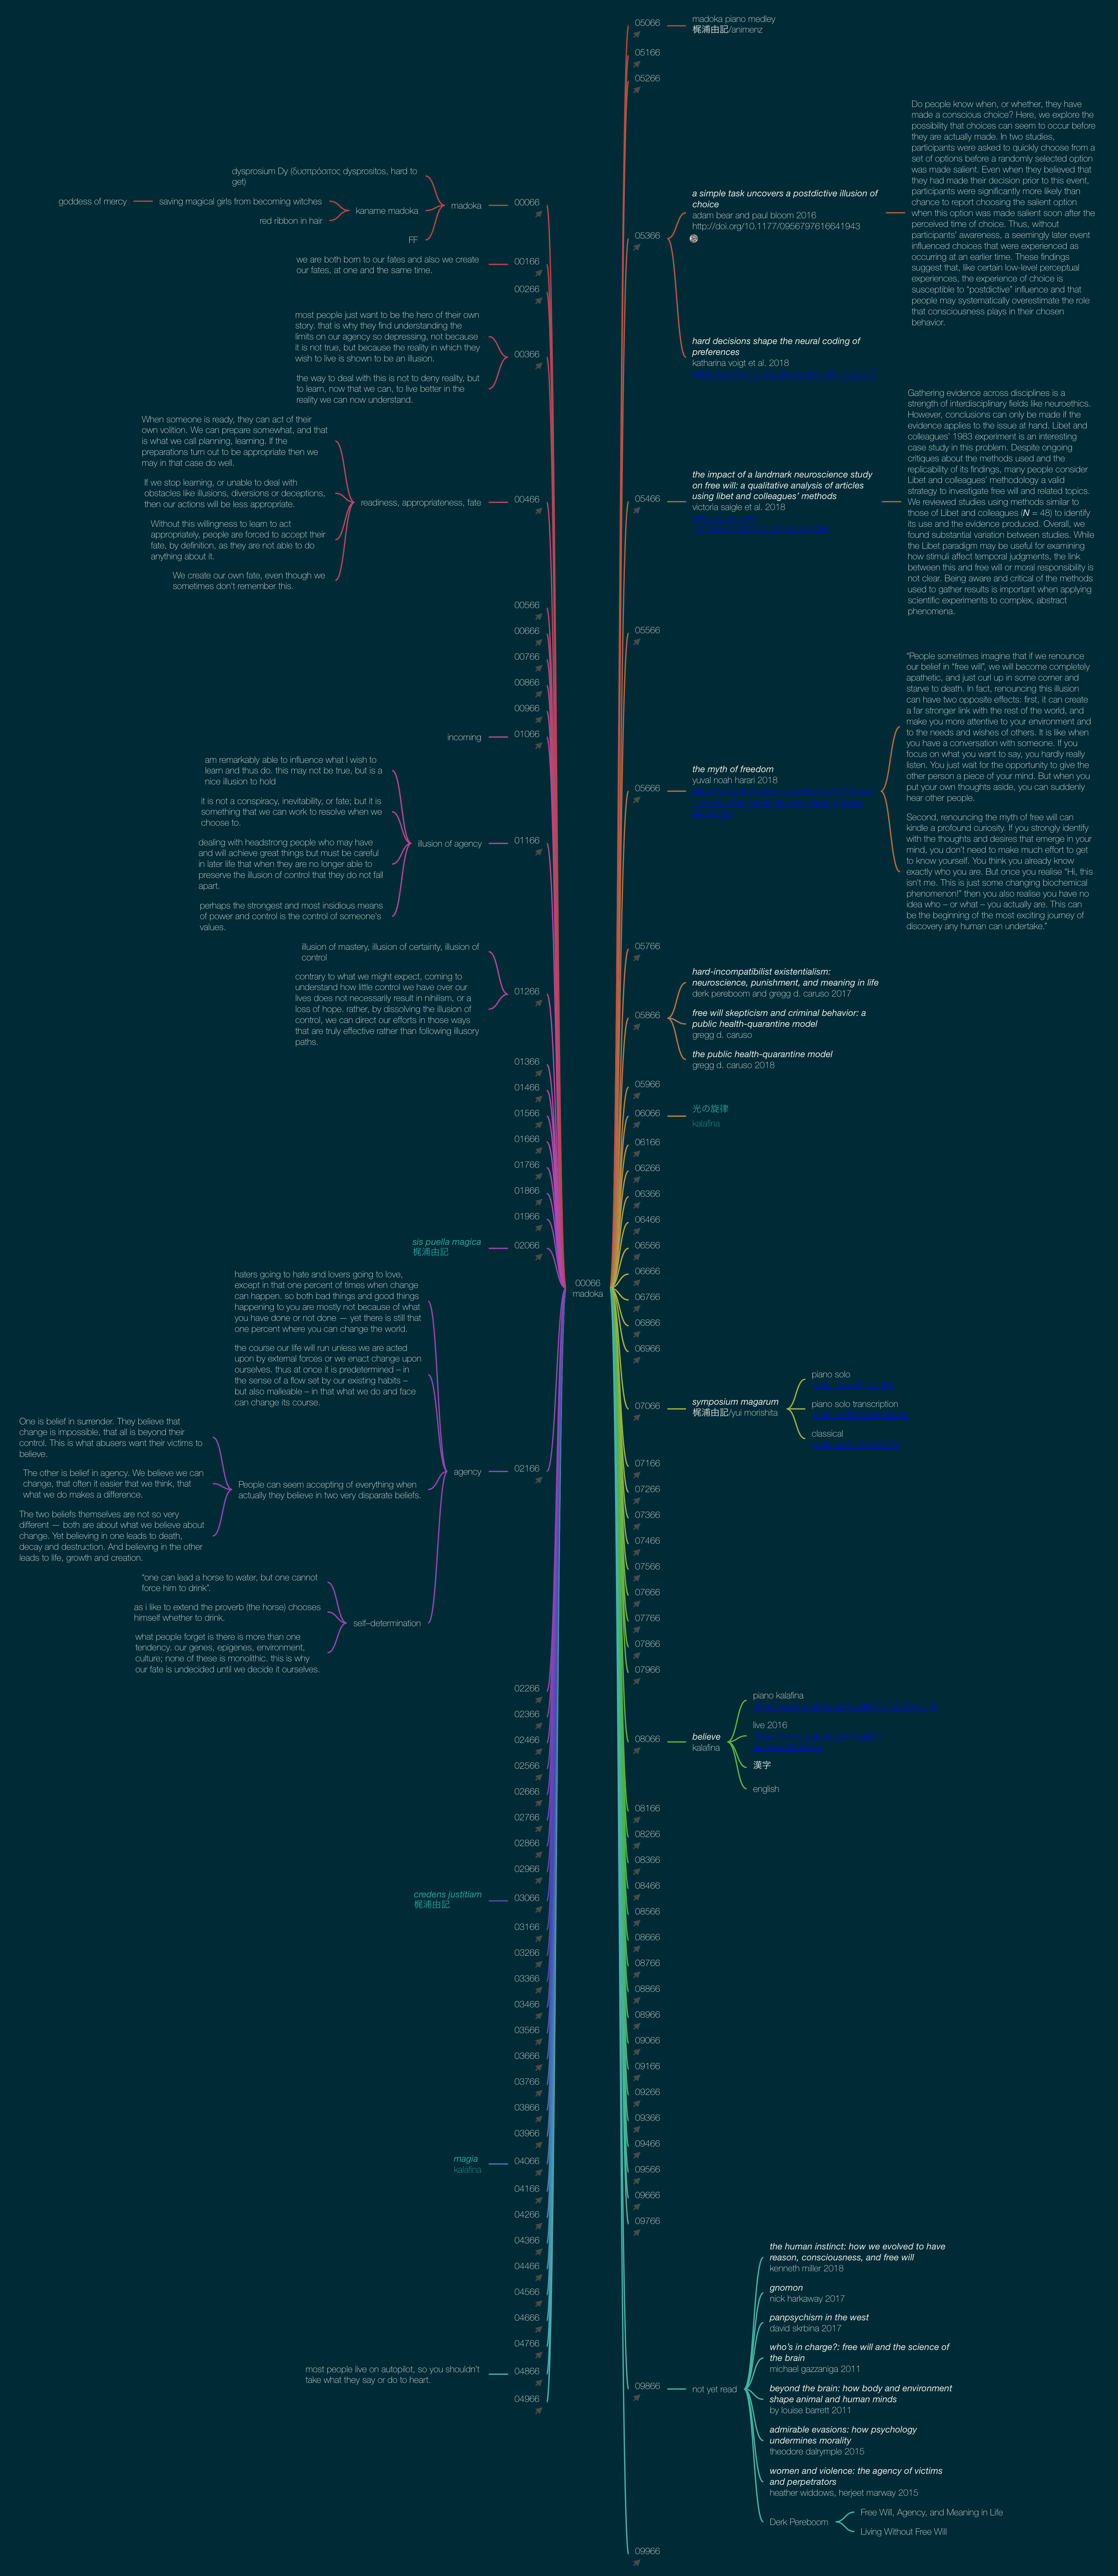 00066
madoka
madoka
00066
dysprosium Dy (δυσπρόσιτος dysprositos, hard to
get)
kaname madoka
saving magical girls from becoming witches
goddess of mercy
red ribbon in hair
FF
we are both born to our fates and also we create
our fates, at one and the same time.
00166
00266
most people just want to be the hero of their own
story. that is why they find understanding the
limits on our agency so depressing, not because
it is not true, but because the reality in which they
wish to live is shown to be an illusion.
the way to deal with this is not to deny reality, but
to learn, now that we can, to live better in the
reality we can now understand.
00366
When someone is ready, they can act of their
own volition. We can prepare somewhat, and that
is what we call planning, learning. If the
preparations turn out to be appropriate then we
may in that case do well.
If we stop learning, or unable to deal with
obstacles like illusions, diversions or deceptions,
then our actions will be less appropriate.
Without this willingness to learn to act
appropriately, people are forced to accept their
fate, by definition, as they are not able to do
anything about it.
We create our own fate, even though we
sometimes don't remember this.
readiness, appropriateness, fate
00466
00566
00666
00766
00866
00966
incoming
01066
am remarkably able to influence what I wish to
learn and thus do. this may not be true, but is a
nice illusion to hold
it is not a conspiracy, inevitability, or fate; but it is
something that we can work to resolve when we
choose to.
dealing with headstrong people who may have
and will achieve great things but must be careful
in later life that when they are no longer able to
preserve the illusion of control that they do not fall
apart.
perhaps the strongest and most insidious means
of power and control is the control of someone's
values.
illusion of agency
01166
illusion of mastery, illusion of certainty, illusion of
control
contrary to what we might expect, coming to
understand how little control we have over our
lives does not necessarily result in nihilism, or a
loss of hope. rather, by dissolving the illusion of
control, we can direct our efforts in those ways
that are truly effective rather than following illusory
paths.
01266
01366
01466
01566
01666
01766
01866
01966
sis puella magica
梶浦由記
02066
haters going to hate and lovers going to love,
except in that one percent of times when change
can happen. so both bad things and good things
happening to you are mostly not because of what
you have done or not done — yet there is still that
one percent where you can change the world.
the course our life will run unless we are acted
upon by external forces or we enact change upon
ourselves. thus at once it is predetermined – in
the sense of a flow set by our existing habits –
but also malleable – in that what we do and face
can change its course.
One is belief in surrender. They believe that
change is impossible, that all is beyond their
control. This is what abusers want their victims to
believe.
The other is belief in agency. We believe we can
change, that often it easier that we think, that
what we do makes a difference.
The two beliefs themselves are not so very
different — both are about what we believe about
change. Yet believing in one leads to death,
decay and destruction. And believing in the other
leads to life, growth and creation.
People can seem accepting of everything when
actually they believe in two very disparate beliefs.
agency
02166
"one can lead a horse to water, but one cannot
force him to drink".
as i like to extend the proverb (the horse) chooses
himself whether to drink.
what people forget is there is more than one
tendency. our genes, epigenes, environment,
culture; none of these is monolithic. this is why
our fate is undecided until we decide it ourselves.
self–determination
02266
02366
02466
02566
02666
02766
02866
02966
credens justitiam
梶浦由記
03066
03166
03266
03366
03466
03566
03666
03766
03866
03966
magia
kalafina
04066
04166
04266
04366
04466
04566
04666
04766
most people live on autopilot, so you shouldn't
take what they say or do to heart.
04866
04966
05066
madoka piano medley
梶浦由記/animenz
05166
05266
05366
a simple task uncovers a postdictive illusion of
choice
adam bear and paul bloom 2016
http://doi.org/10.1177/0956797616641943
Do people know when, or whether, they have
made a conscious choice? Here, we explore the
possibility that choices can seem to occur before
they are actually made. In two studies,
participants were asked to quickly choose from a
set of options before a randomly selected option
was made salient. Even when they believed that
they had made their decision prior to this event,
participants were significantly more likely than
chance to report choosing the salient option
when this option was made salient soon after the
perceived time of choice. Thus, without
participants' awareness, a seemingly later event
influenced choices that were experienced as
occurring at an earlier time. These findings
suggest that, like certain low-level perceptual
experiences, the experience of choice is
susceptible to "postdictive" influence and that
people may systematically overestimate the role
that consciousness plays in their chosen
behavior.
hard decisions shape the neural coding of
preferences
katharina voigt et al. 2018
05466
the impact of a landmark neuroscience study
on free will: a qualitative analysis of articles
using libet and colleagues' methods
victoria saigle et al. 2018
Gathering evidence across disciplines is a
strength of interdisciplinary fields like neuroethics.
However, conclusions can only be made if the
evidence applies to the issue at hand. Libet and
colleagues' 1983 experiment is an interesting
case study in this problem. Despite ongoing
critiques about the methods used and the
replicability of its findings, many people consider
Libet and colleagues' methodology a valid
strategy to investigate free will and related topics.
We reviewed studies using methods similar to
those of Libet and colleagues (N = 48) to identify
its use and the evidence produced. Overall, we
found substantial variation between studies. While
the Libet paradigm may be useful for examining
how stimuli affect temporal judgments, the link
between this and free will or moral responsibility is
not clear. Being aware and critical of the methods
used to gather results is important when applying
scientific experiments to complex, abstract
phenomena.
05566
05666
the myth of freedom
yuval noah harari 2018
"People sometimes imagine that if we renounce
our belief in "free will", we will become completely
apathetic, and just curl up in some corner and
starve to death. In fact, renouncing this illusion
can have two opposite effects: first, it can create
a far stronger link with the rest of the world, and
make you more attentive to your environment and
to the needs and wishes of others. It is like when
you have a conversation with someone. If you
focus on what you want to say, you hardly really
listen. You just wait for the opportunity to give the
other person a piece of your mind. But when you
put your own thoughts aside, you can suddenly
hear other people.
Second, renouncing the myth of free will can
kindle a profound curiosity. If you strongly identify
with the thoughts and desires that emerge in your
mind, you don't need to make much effort to get
to know yourself. You think you already know
exactly who you are. But once you realise "Hi, this
isn't me. This is just some changing biochemical
phenomenon!" then you also realise you have no
idea who – or what – you actually are. This can
be the beginning of the most exciting journey of
discovery any human can undertake."
05766
05866
hard-incompatibilist existentialism:
neuroscience, punishment, and meaning in life
derk pereboom and gregg d. caruso 2017
free will skepticism and criminal behavior: a
public health-quarantine model
gregg d. caruso
the public health-quarantine model
gregg d. caruso 2018
05966
06066
光の旋律
kalafina
06166
06266
06366
06466
06566
06666
06766
06866
06966
07066
symposium magarum
梶浦由記/yui morishita
piano solo
piano solo transcription
classical
07166
07266
07366
07466
07566
07666
07766
07866
07966
08066
believe
kalafina
piano kalafina
live 2016
漢字
english
08166
08266
08366
08466
08566
08666
08766
08866
08966
09066
09166
09266
09366
09466
09566
09666
09766
09866
not yet read
the human instinct: how we evolved to have
reason, consciousness, and free will
kenneth miller 2018
gnomon
nick harkaway 2017
panpsychism in the west
david skrbina 2017
who's in charge?: free will and the science of
the brain
michael gazzaniga 2011
beyond the brain: how body and environment
shape animal and human minds
by louise barrett 2011
admirable evasions: how psychology
undermines morality
theodore dalrymple 2015
women and violence: the agency of victims
and perpetrators
heather widdows, herjeet marway 2015
Derk Pereboom
Free Will, Agency, and Meaning in Life
Living Without Free Will
09966